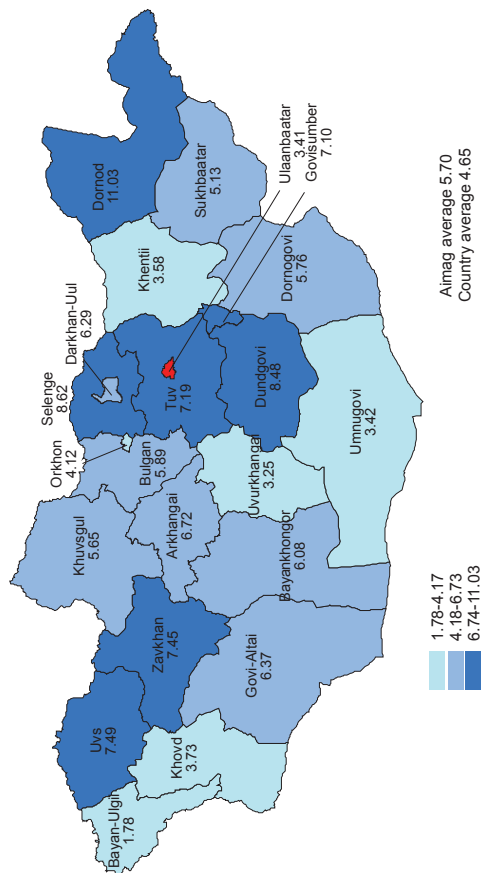 Bayan-Ulgii
1.78
Uvs
7.49
Khovd
3.73
Zavkhan
7.45
Govi-Altai
6.37
Khuvsgul
5.65
Arkhangai
6.72
Bayankhongor
6.08
Orkhon
4.12
Bulgan
5.89
Uvurkhangai
3.25
Selenge
8.62
Darkhan-Uul
6.29
Tuv
7.19
Dundgovi
8.48
Umnugovi
3.42
Khentii
3.58
Dornogovi
5.76
Dornod
11.03
Sukhbaatar
5.13
Ulaanbaatar
3.41
Govisumber
7.10
1.78-4.17
4.18-6.73
6.74-11.03
Aimag average 5.70
Country average 4.65